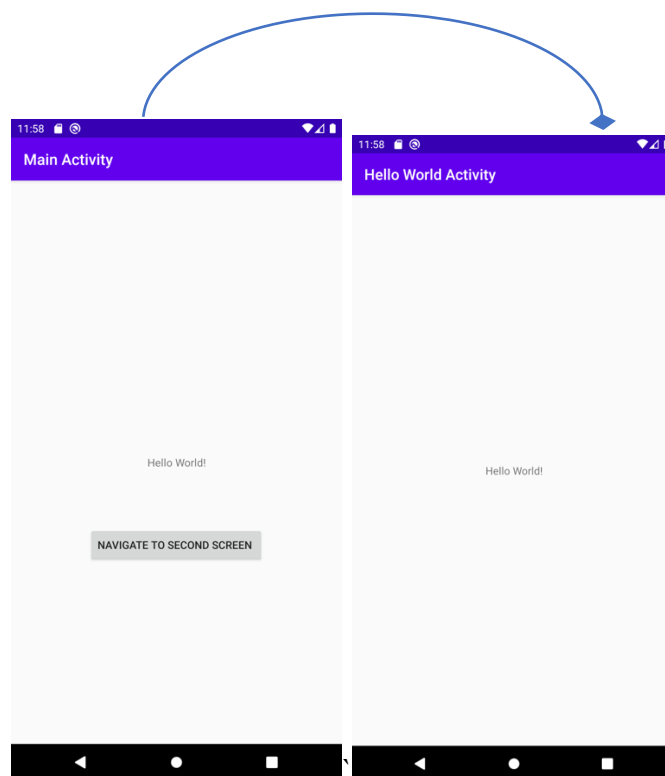 11:58
Main Activity
Hello World!
NAVIGATE TO SECOND SCREEN
11:58
Hello World Activity
Hello World!